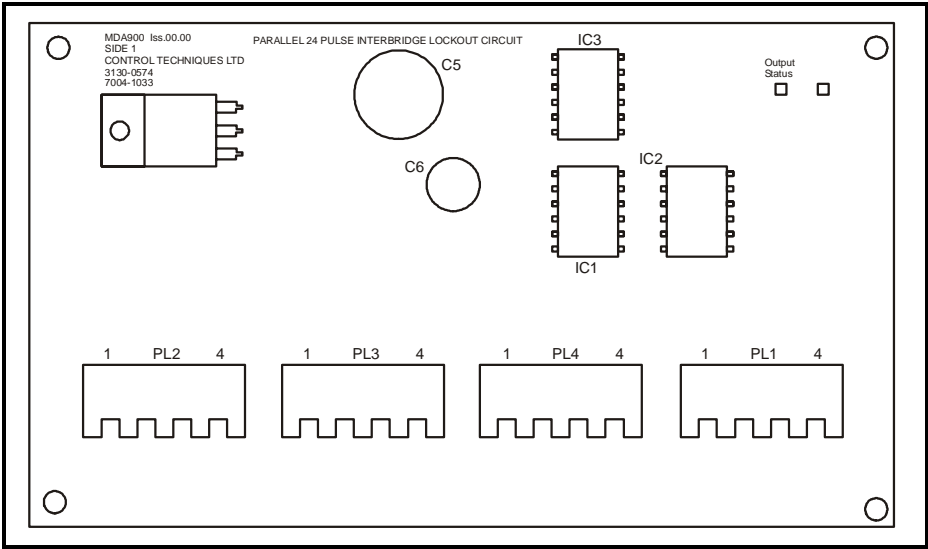 MDA900 Iss.00.00
SIDE 1
CONTROL TECHNIQUES LTD
3130-0574
7004-1033
PARALLEL 24 PULSE INTERBRIDGE LOCKOUT CIRCUIT
C5
IC3
Output
Status
C6
IC2
IC1
1 PL2 4
1 PL3 4
1 PL4 4
1 PL1 4